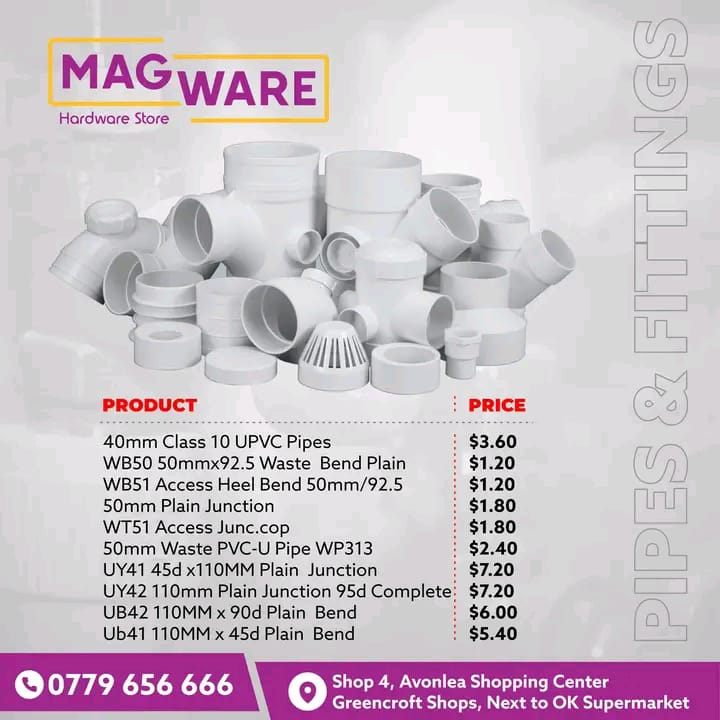 MAGWARE
Hardware Store
PIPES & FITTINGS
PRODUCT : PRICE
40mm Class 10 UPVC Pipes $3.60
WB50 50mmx92.5 Waste Bend Plain $1.20
WB51 Access Heel Bend 50mm/92.5 $1.20
50mm Plain Junction $1.80
WT51 Access Junc.cop $1.80
50mm Waste PVC-U Pipe WP313 $2.40
UY41 45d x110MM Plain Junction $7.20
UY42 110mm Plain Junction 95d Complete $7.20
UB42 110MM x 90d Plain Bend $6.00
Ub41 110MM x 45d Plain Bend $5.40
0779 656 666
Shop 4, Avonlea Shopping Center
Greencroft Shops, Next to OK Supermarket